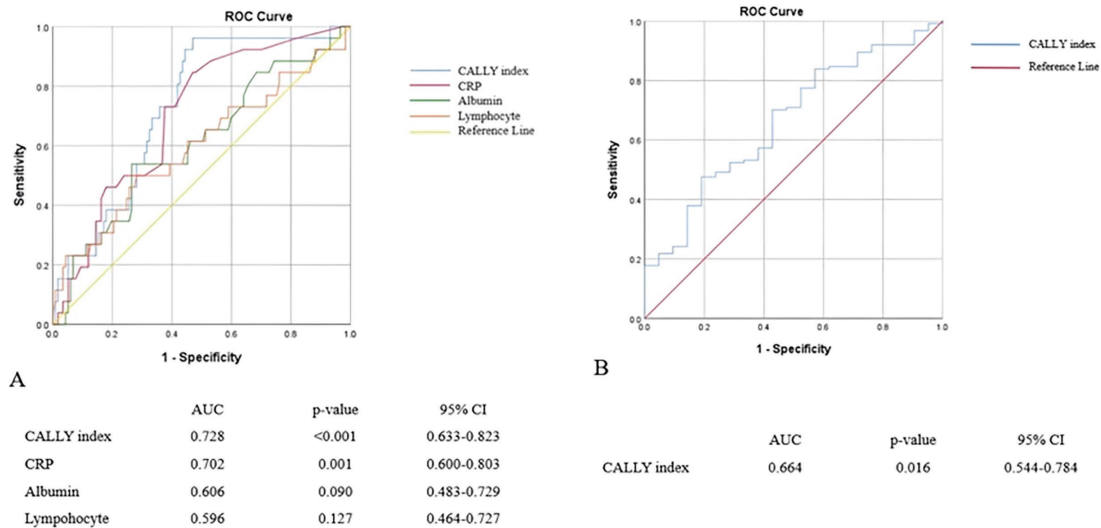 ROC Curve
1.0
0.8
0.6
0.4
0.2
0.0
Sensitivity
0.0 0.2 0.4 0.6 0.8 1.0
1 - Specificity
CALLY index
CRP
Albumin
Lymphocyte
Reference Line
A
AUC p-value 95% CI
CALLY index 0.728 <0.001 0.633-0.823
CRP 0.702 0.001 0.600-0.803
Albumin 0.606 0.090 0.483-0.729
Lympohocyte 0.596 0.127 0.464-0.727
ROC Curve
1.0
0.8
0.6
0.4
0.2
0.0
Sensitivity
0.0 0.2 0.4 0.6 0.8 1.0
1 - Specificity
CALLY index
Reference Line
B
AUC p-value 95% CI
CALLY index 0.664 0.016 0.544-0.784